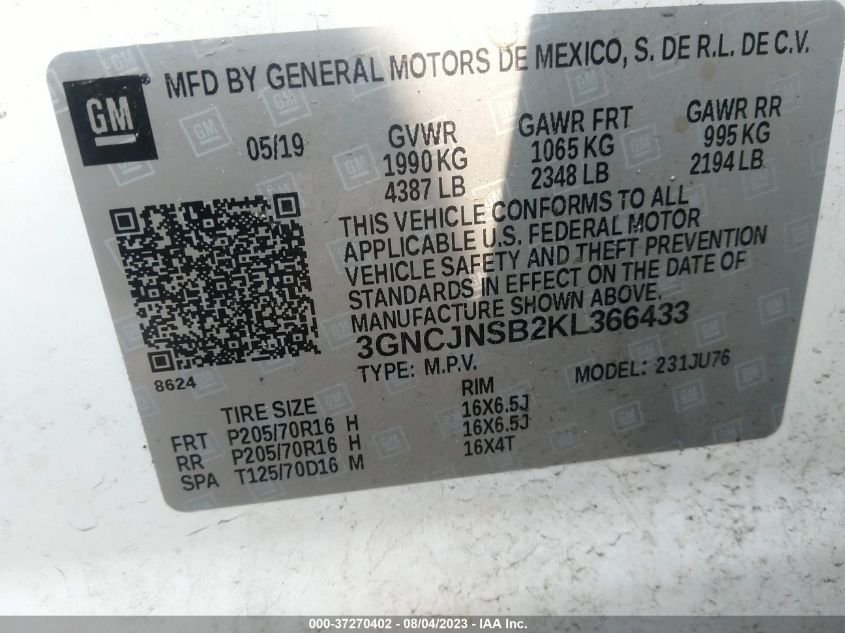 GM
MFD BY GENERAL MOTORS DE MEXICO, S. DE R.L. DE C.V.
05/19
GVWR
1990 KG
4387 LB
GAWR FRT
1065 KG
2348 LB
GAWR RR
995 KG
2194 LB
THIS VEHICLE CONFORMS TO ALL
APPLICABLE U.S. FEDERAL MOTOR
VEHICLE SAFETY AND THEFT PREVENTION
STANDARDS IN EFFECT ON THE DATE OF
MANUFACTURE SHOWN ABOVE.
3GNCJNSB2KL366433
8624
TYPE: M.P.V.
MODEL: 231JU76
TIRE SIZE RIM
FRT P205/70R16 H 16X6.5J
RR P205/70R16 H 16X6.5J
SPA T125/70D16 M 16X4T
000-37270402 - 08/04/2023 - IAA Inc.